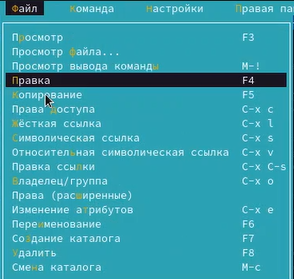 Файл Команда Настройки Правая па
Просмотр F3
Просмотр файла...
Просмотр вывода команды M-!
Правка F4
Копирование F5
Права доступа C-x c
Жёсткая ссылка C-x l
Символическая ссылка C-x s
Относительная символическая ссылка C-x v
Правка ссылки C-x C-s
Владелец/группа C-x o
Права (расширенные)
Изменение атрибутов C-x e
Переименование F6
Создание каталога F7
Удалить F8
Смена каталога M-c